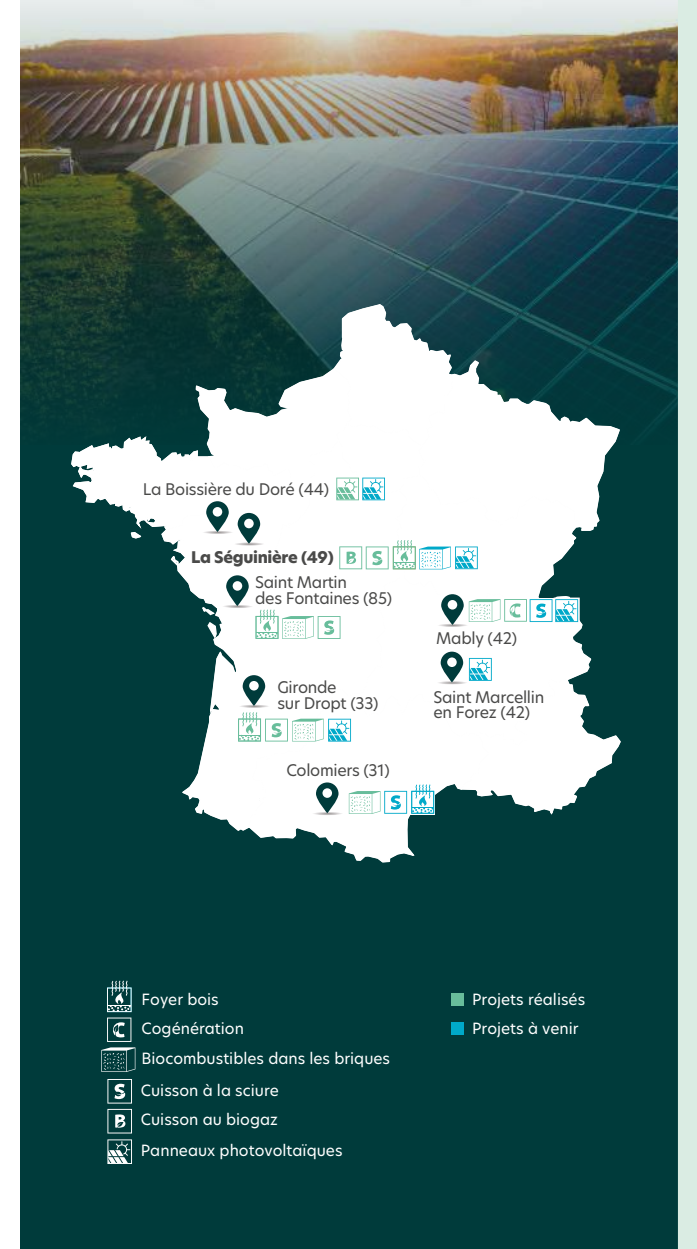 La Boissière du Doré (44)
La Séguinière (49)
B S
Saint Martin
des Fontaines (85)
S
C S
Mably (42)
Saint Marcellin
en Forez (42)
Gironde
sur Dropt (33)
S
Colomiers (31)
S
Foyer bois
C Cogénération
Biocombustibles dans les briques
S Cuisson à la sciure
B Cuisson au biogaz
Panneaux photovoltaïques
Projets réalisés
Projets à venir